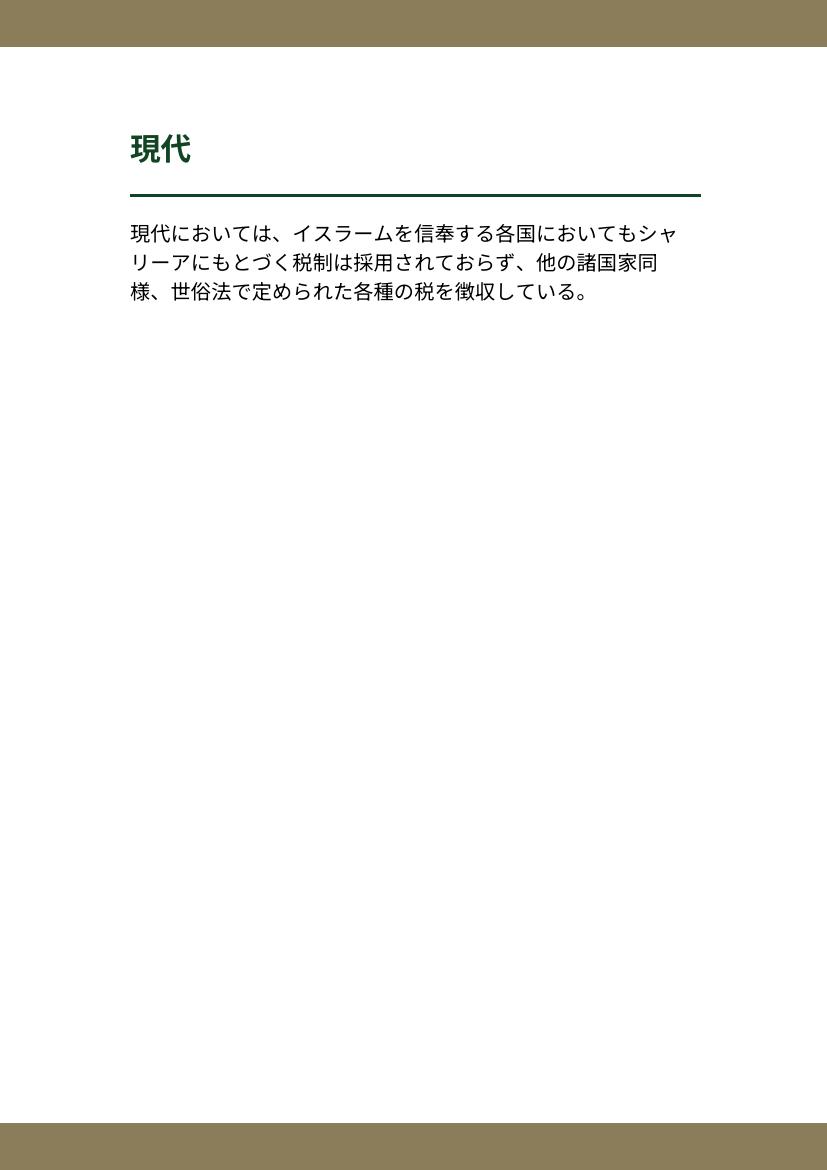 現代
現代においては、イスラームを信奉する各国においてもシャ
リーアにもとづく税制は採用されておらず、他の諸国家同
様、世俗法で定められた各種の税を徴収している。